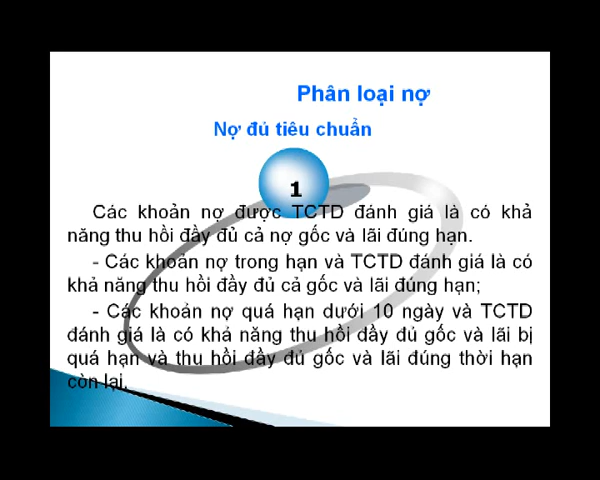 Phân loại nợ
Nợ đủ tiêu chuẩn
1
Các khoản nợ được TCTD đánh giá là có khả
năng thu hồi đầy đủ cả nợ gốc và lãi đúng hạn.
- Các khoản nợ trong hạn và TCTD đánh giá là có
khả năng thu hồi đầy đủ cả gốc và lãi đúng hạn;
- Các khoản nợ quá hạn dưới 10 ngày và TCTD
đánh giá là có khả năng thu hồi đầy đủ gốc và lãi bị
quá hạn và thu hồi đầy đủ gốc và lãi đúng thời hạn
còn lại.